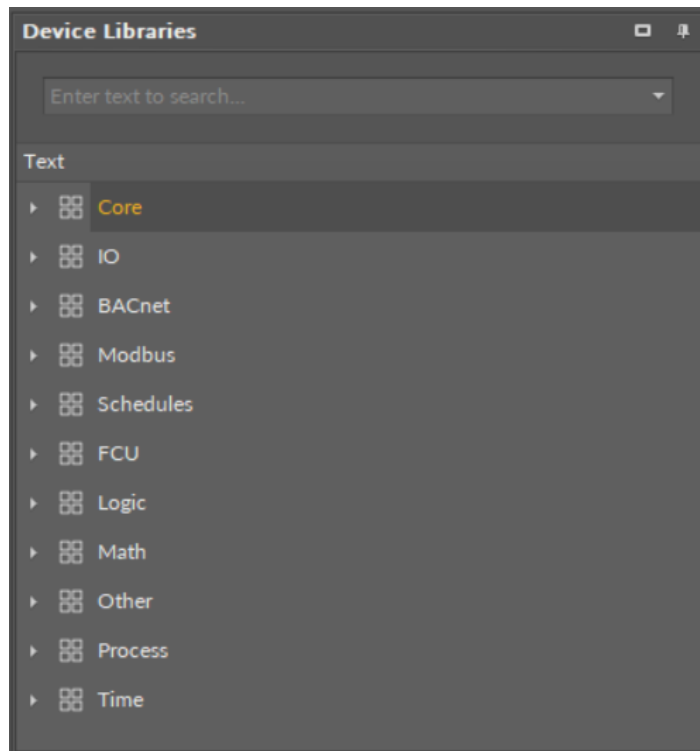 Device Libraries
Enter text to search...
Text
Core
IO
BACnet
Modbus
Schedules
FCU
Logic
Math
Other
Process
Time